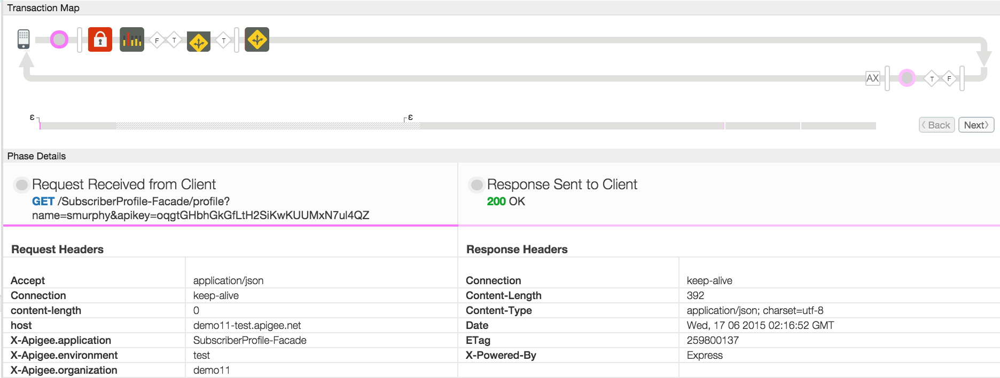 Transaction Map
F
T
T
AX
T
F
ε
ε
Back
Next
Phase Details
Request Received from Client
GET /SubscriberProfile-Facade/profile?
name=smurphy&apikey=oqgtGHbhGkGfLtH2SiKwKUUMxN7ul4QZ
Response Sent to Client
200 OK
Request Headers
Accept application/json
Connection keep-alive
content-length 0
host demo11-test.apigee.net
X-Apigee.application SubscriberProfile-Facade
X-Apigee.environment test
X-Apigee.organization demo11
Response Headers
Connection keep-alive
Content-Length 392
Content-Type application/json; charset=utf-8
Date Wed, 17 06 2015 02:16:52 GMT
ETag 259800137
X-Powered-By Express